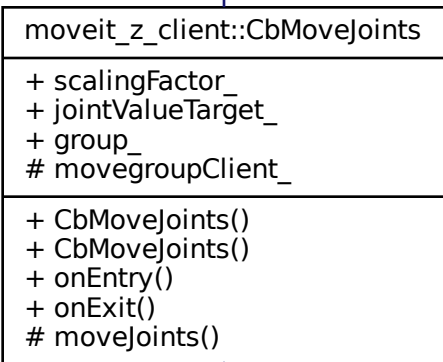 moveit_z_client::CbMoveJoints
+ scalingFactor_
+ jointValueTarget_
+ group_
# movegroupClient_
+ CbMoveJoints()
+ CbMoveJoints()
+ onEntry()
+ onExit()
# moveJoints()